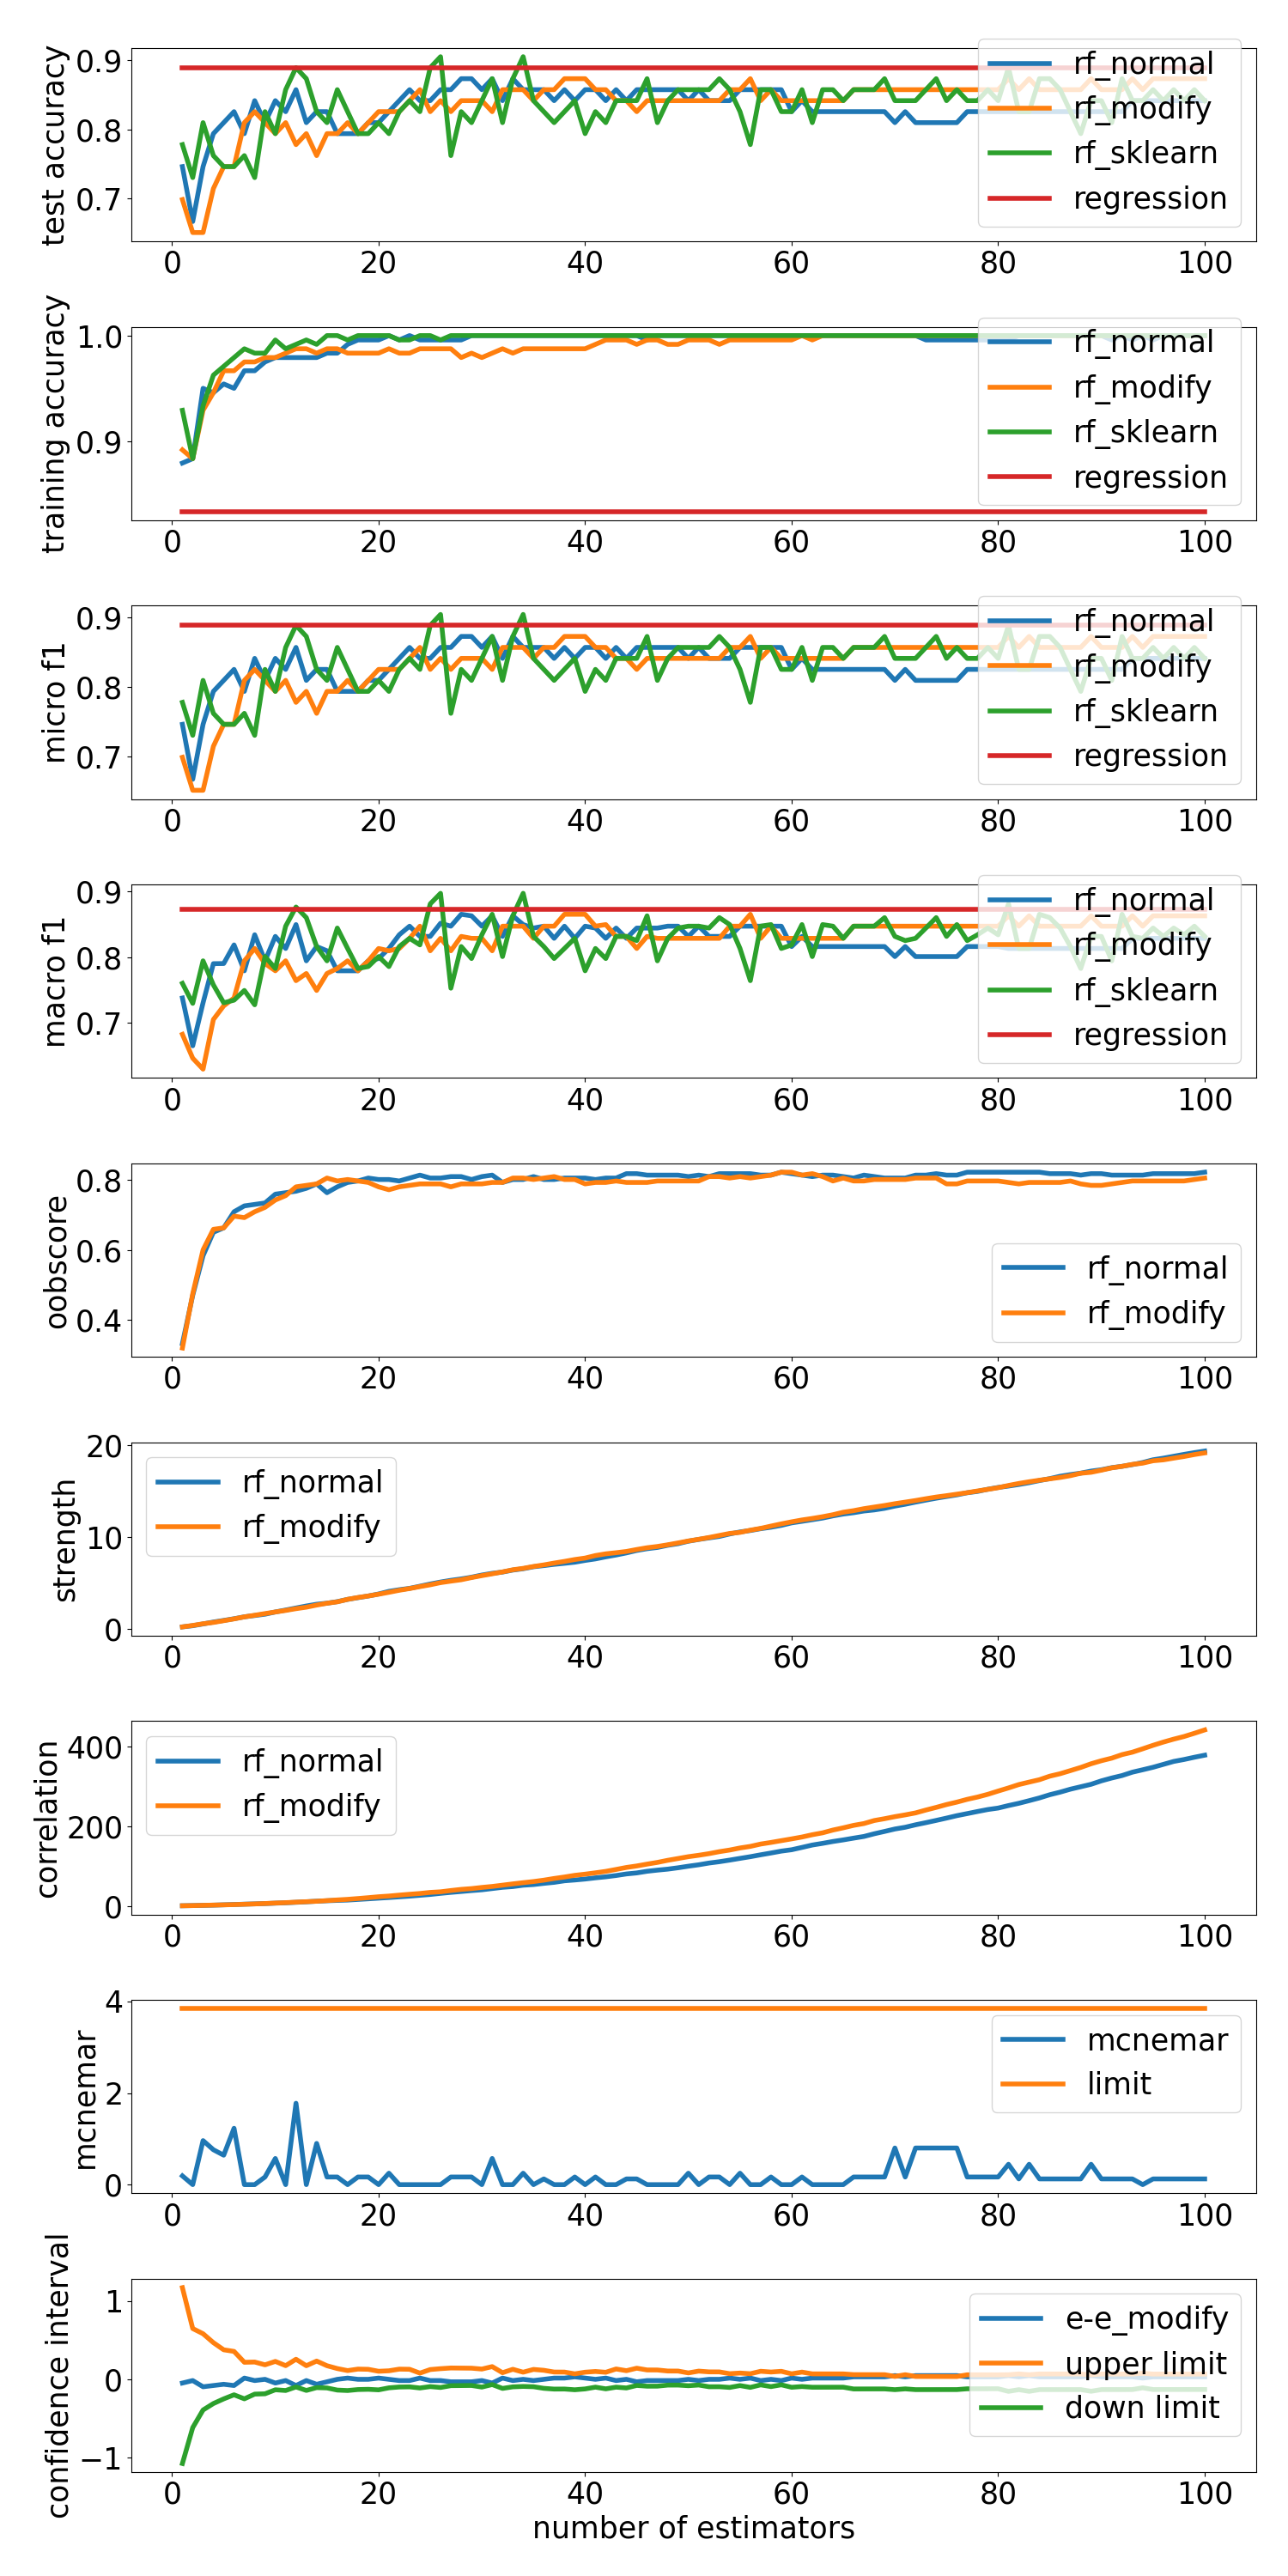 test accuracy
0.9
0.8
0.7
0 20 40 60 80 100
rf_normal
rf_modify
rf_sklearn
regression
training accuracy
1.0
0.9
0 20 40 60 80 100
rf_normal
rf_modify
rf_sklearn
regression
micro f1
0.9
0.8
0.7
0 20 40 60 80 100
rf_normal
rf_modify
rf_sklearn
regression
macro f1
0.9
0.8
0.7
0 20 40 60 80 100
rf_normal
rf_modify
rf_sklearn
regression
oobscore
0.8
0.6
0.4
0 20 40 60 80 100
rf_normal
rf_modify
strength
20
10
0
0 20 40 60 80 100
rf_normal
rf_modify
correlation
400
200
0
0 20 40 60 80 100
rf_normal
rf_modify
mcnemar
4
2
0
0 20 40 60 80 100
mcnemar
limit
confidence interval
1
0
−1
0 20 40 60 80 100
e-e_modify
upper limit
down limit
number of estimators